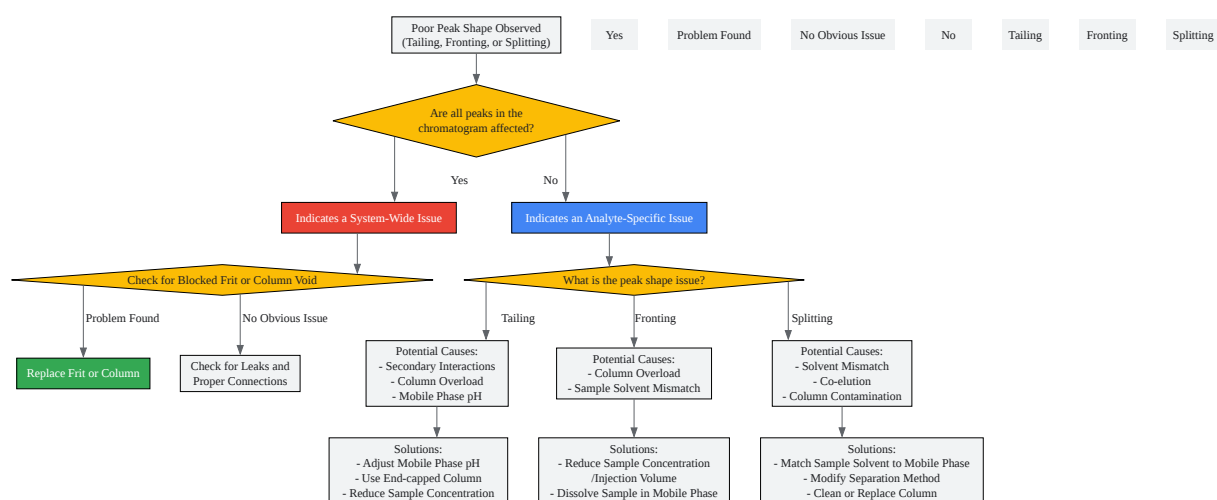 Poor Peak Shape Observed
(Tailing, Fronting, or Splitting)
Yes
Problem Found
No Obvious Issue
No
Tailing
Fronting
Splitting
Are all peaks in the
chromatogram affected?
Yes
No
Indicates a System-Wide Issue
Indicates an Analyte-Specific Issue
Check for Blocked Frit or Column Void
What is the peak shape issue?
Problem Found
No Obvious Issue
Tailing
Fronting
Splitting
Replace Frit or Column
Check for Leaks and
Proper Connections
Potential Causes:
- Secondary Interactions
- Column Overload
- Mobile Phase pH
Potential Causes:
- Column Overload
- Sample Solvent Mismatch
Potential Causes:
- Solvent Mismatch
- Co-elution
- Column Contamination
Solutions:
- Adjust Mobile Phase pH
- Use End-capped Column
- Reduce Sample Concentration
Solutions:
- Reduce Sample Concentration
/Injection Volume
- Dissolve Sample in Mobile Phase
Solutions:
- Match Sample Solvent to Mobile Phase
- Modify Separation Method
- Clean or Replace Column